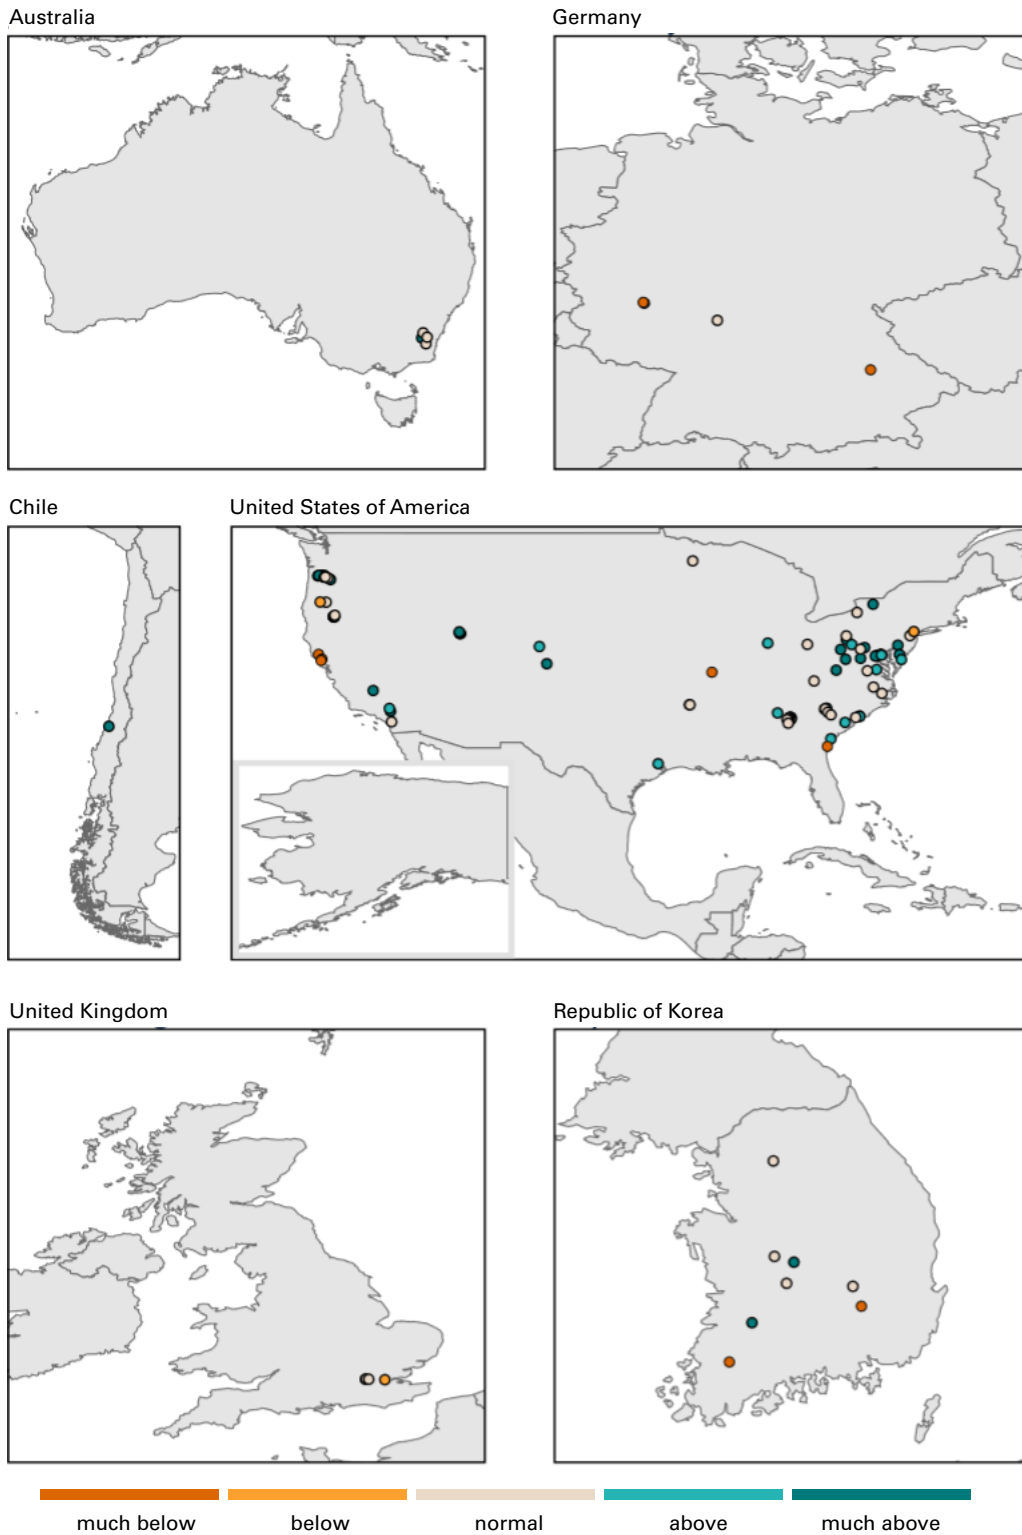 Australia
Germany
Chile
United States of America
United Kingdom
Republic of Korea
much below
below
normal
above
much above